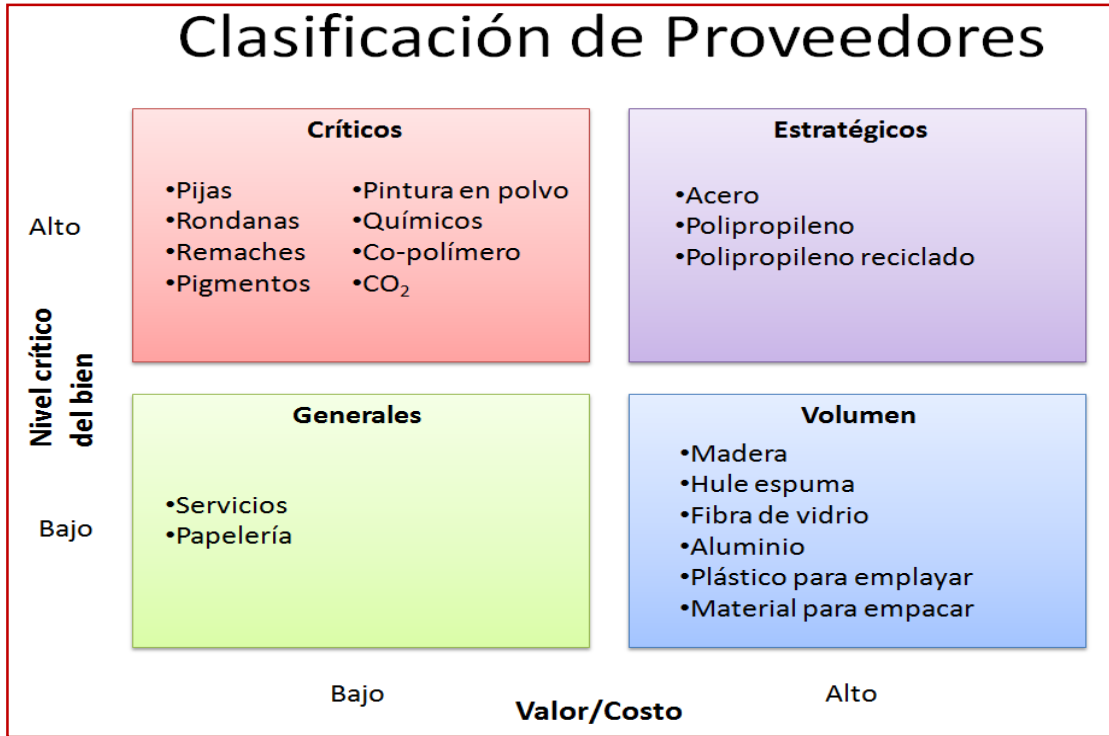 Clasificación de Proveedores
Críticos
•Pijas
•Rondanas
•Remaches
•Pigmentos
•Pintura en polvo
•Químicos
•Co-polímero
•CO₂
Estratégicos
•Acero
•Polipropileno
•Polipropileno reciclado
Alto
Nivel crítico
del bien
Generales
•Servicios
•Papelería
Volumen
•Madera
•Hule espuma
•Fibra de vidrio
•Aluminio
•Plástico para emplayar
•Material para empacar
Bajo
Bajo
Alto
Valor/Costo